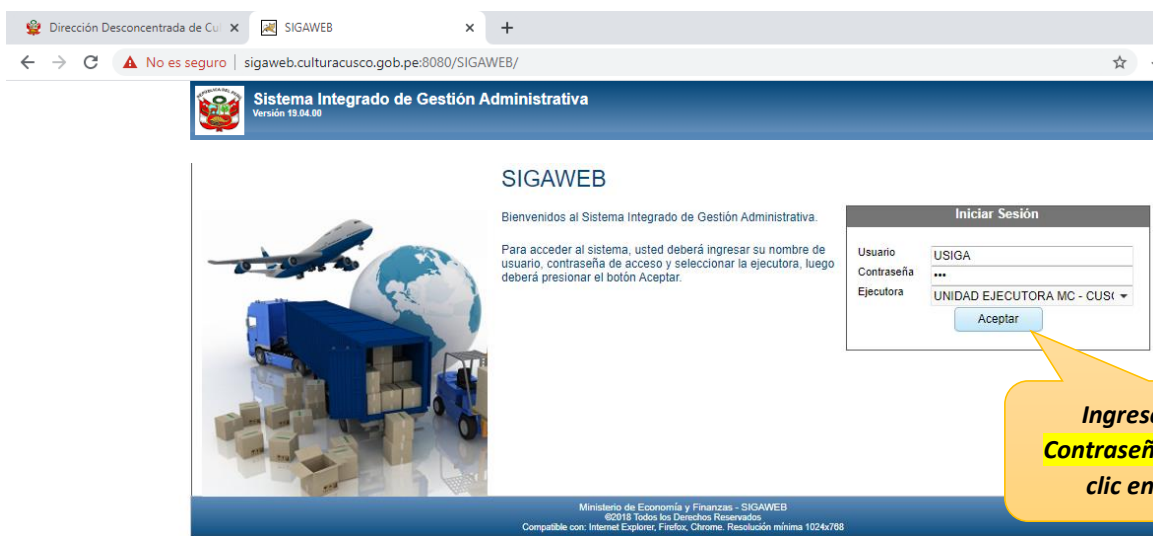 Dirección Desconcentrada de Cul
SIGAWEB
No es seguro | sigaweb.culturacusco.gob.pe:8080/SIGAWEB/
REPUBLICA DEL PERU
Sistema Integrado de Gestión Administrativa
Versión 19.04.00
SIGAWEB
Bienvenidos al Sistema Integrado de Gestión Administrativa.
Para acceder al sistema, usted deberá ingresar su nombre de
usuario, contraseña de acceso y seleccionar la ejecutora, luego
deberá presionar el botón Aceptar.
Iniciar Sesión
Usuario USIGA
Contraseña •••
Ejecutora UNIDAD EJECUTORA MC - CUS
Aceptar
Ingres
Contraseñ
clic en
Ministerio de Economía y Finanzas - SIGAWEB
©2018 Todos los Derechos Reservados
Compatible con: Internet Explorer, Firefox, Chrome. Resolución mínima 1024x768